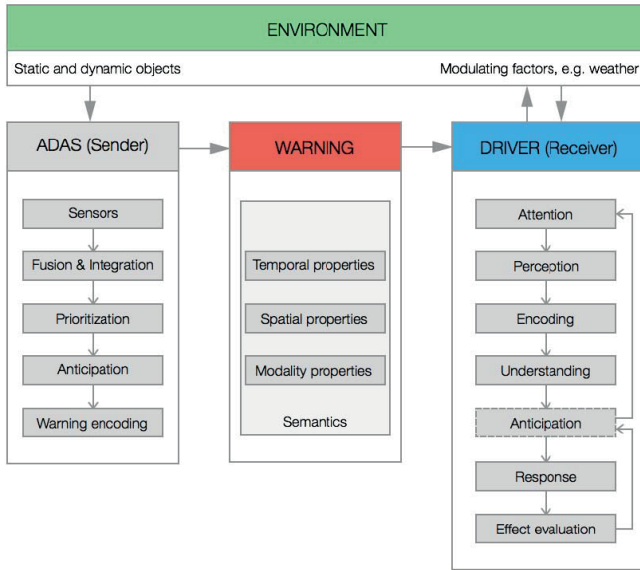 ENVIRONMENT
Static and dynamic objects
Modulating factors, e.g. weather
ADAS (Sender)
Sensors
Fusion & Integration
Prioritization
Anticipation
Warning encoding
WARNING
Temporal properties
Spatial properties
Modality properties
Semantics
DRIVER (Receiver)
Attention
Perception
Encoding
Understanding
Anticipation
Response
Effect evaluation